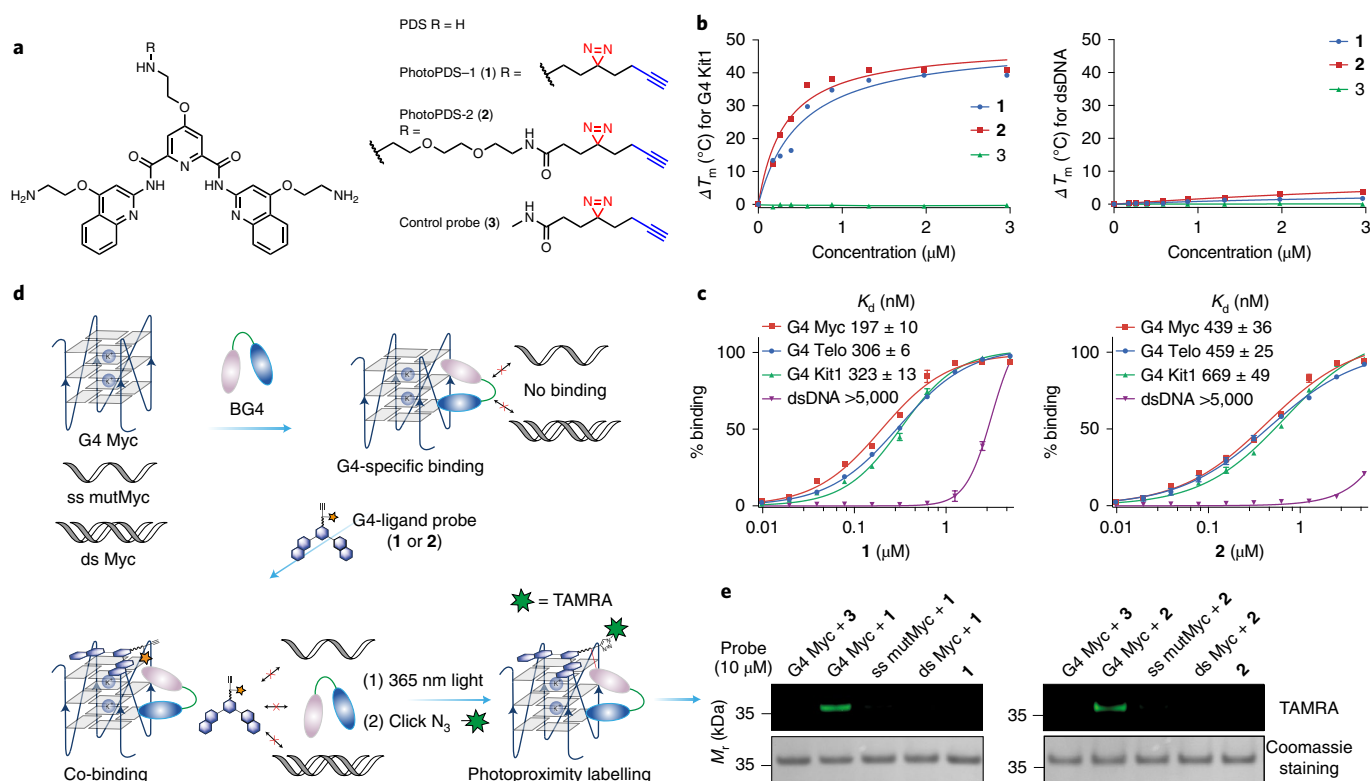 a
R
HN
O
O
N
O
NH
HN
H2N
O
N
N
O
NH2
PDS R = H
PhotoPDS–1 (1) R =
N=N
PhotoPDS-2 (2)
R =
O
O
H
N
O
N=N
Control probe (3)
H
N
O
N=N
b
ΔTm (°C) for G4 Kit1
50
40
30
20
10
0
0 1 2 3
Concentration (μM)
1
2
3
ΔTm (°C) for dsDNA
50
40
30
20
10
0
0 1 2 3
Concentration (μM)
1
2
3
c
Kd (nM)
G4 Myc 197 ± 10
G4 Telo 306 ± 6
G4 Kit1 323 ± 13
dsDNA >5,000
% binding
100
50
0
0.01 0.1 1
1 (μM)
Kd (nM)
G4 Myc 439 ± 36
G4 Telo 459 ± 25
G4 Kit1 669 ± 49
dsDNA >5,000
% binding
100
50
0
0.01 0.1 1
2 (μM)
d
K+
K+
G4 Myc
ss mutMyc
ds Myc
BG4
K+
K+
G4-specific binding
No binding
G4-ligand probe
(1 or 2)
K+
K+
Co-binding
(1) 365 nm light
(2) Click N3
= TAMRA
K+
K+
Photoproximity labelling
e
Probe
(10 μM)
G4 Myc + 3
G4 Myc + 1
ss mutMyc + 1
ds Myc + 1
1
G4 Myc + 3
G4 Myc + 2
ss mutMyc + 2
ds Myc + 2
2
Mr (kDa)
35
35
35
35
TAMRA
Coomassie
staining